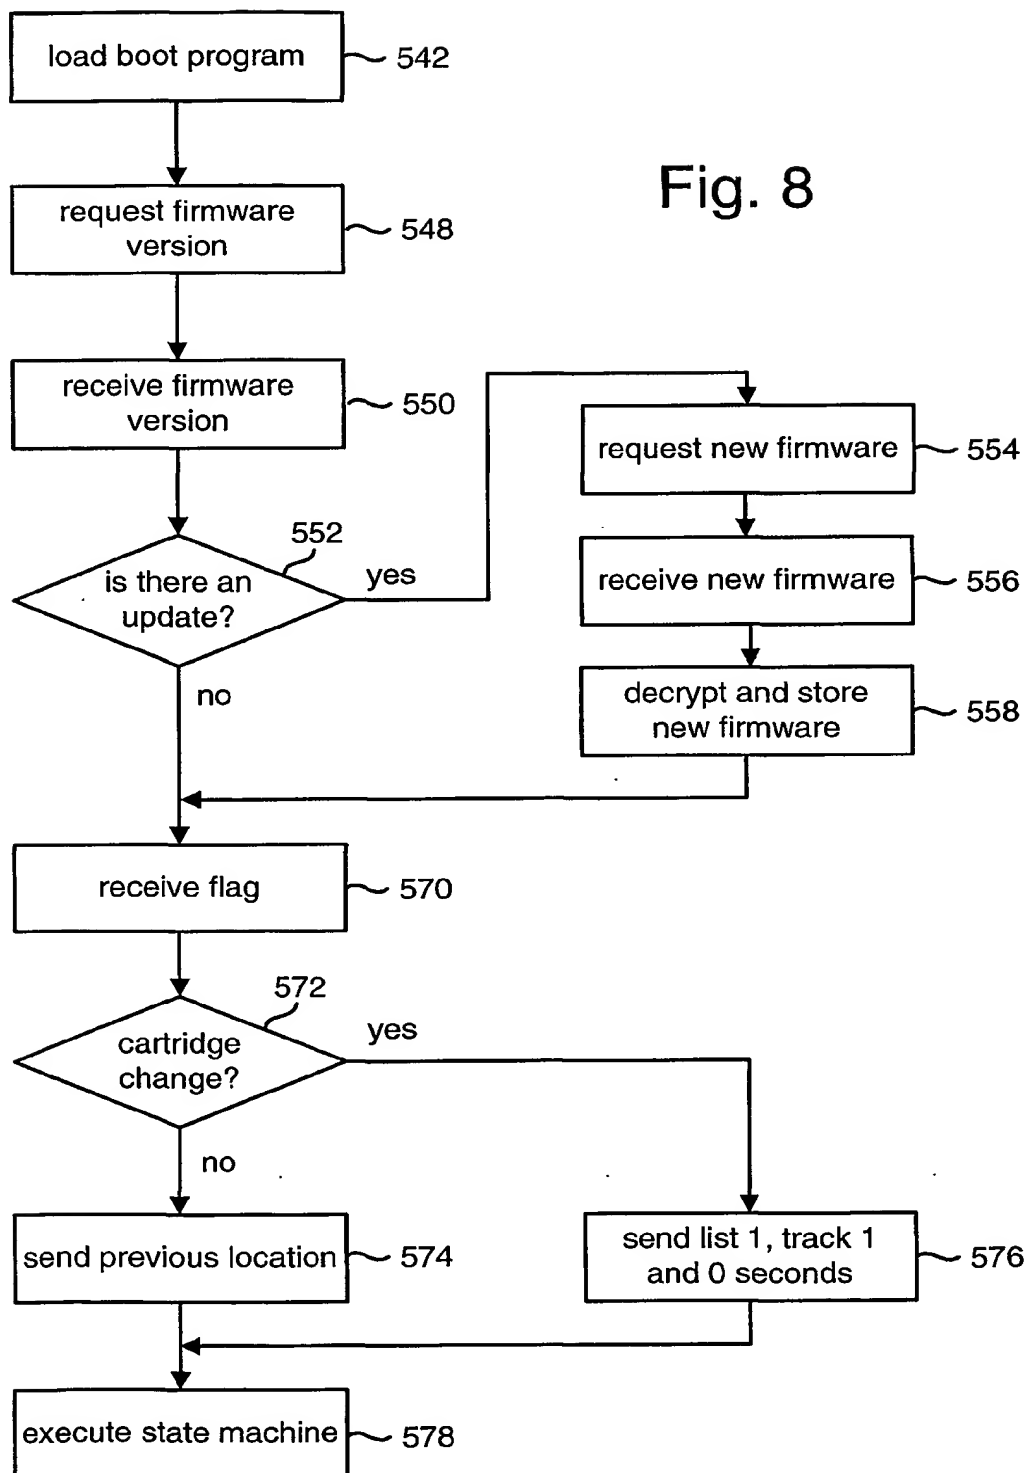 load boot program
542
Fig. 8
request firmware
version
548
receive firmware
version
550
552
is there an
update?
yes
no
request new firmware
554
receive new firmware
556
decrypt and store
new firmware
558
receive flag
570
572
cartridge
change?
yes
no
send previous location
574
send list 1, track 1
and 0 seconds
576
execute state machine
578